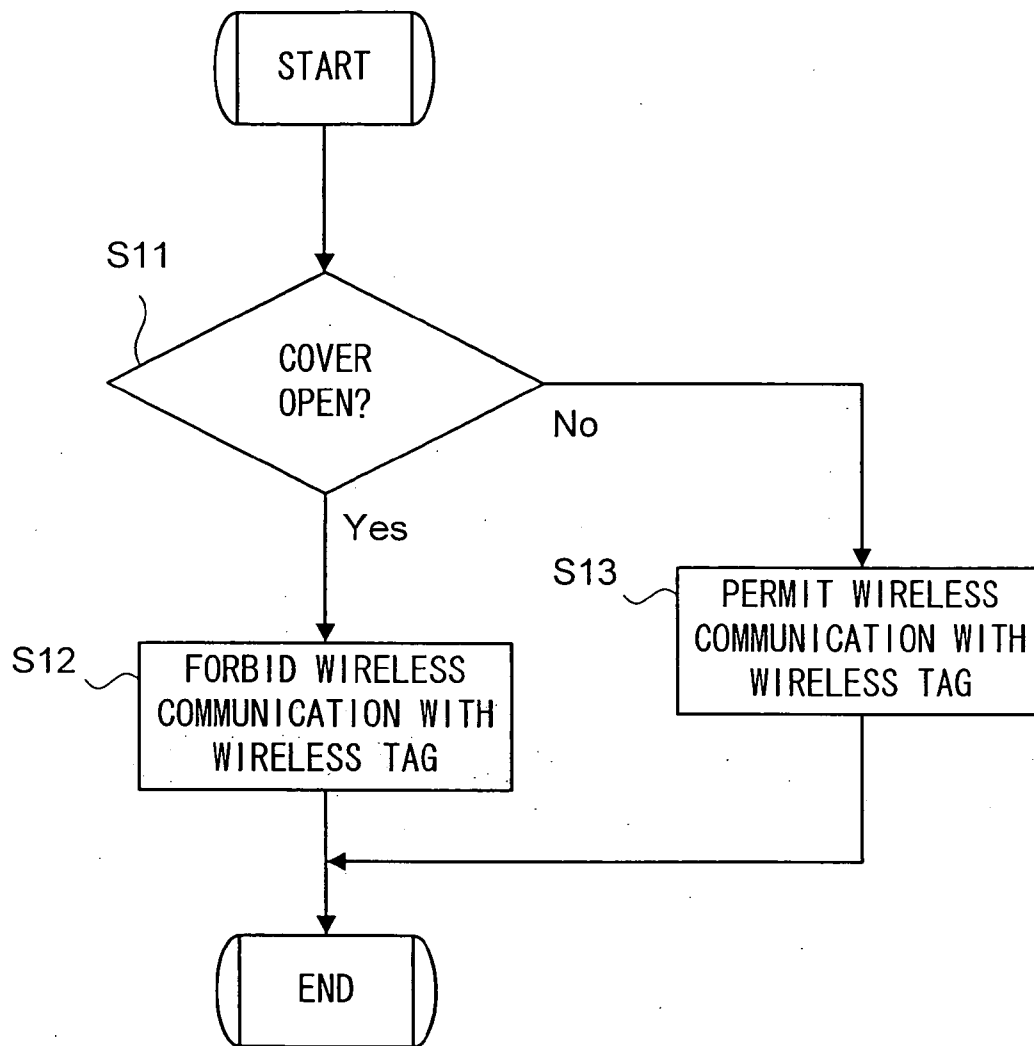 START
S11
COVER
OPEN?
No
Yes
S13
PERMIT WIRELESS
COMMUNICATION WITH
WIRELESS TAG
S12
FORBID WIRELESS
COMMUNICATION WITH
WIRELESS TAG
END